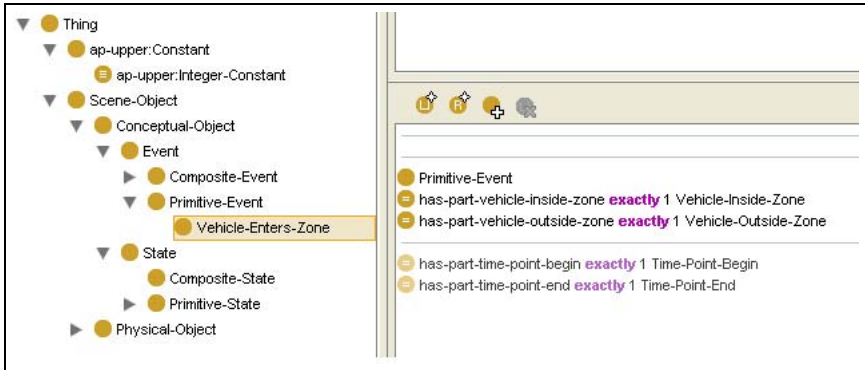 Thing
ap-upper:Constant
ap-upper:Integer-Constant
Scene-Object
Conceptual-Object
Event
Composite-Event
Primitive-Event
Vehicle-Enters-Zone
State
Composite-State
Primitive-State
Physical-Object
R
Primitive-Event
has-part-vehicle-inside-zone exactly 1 Vehicle-Inside-Zone
has-part-vehicle-outside-zone exactly 1 Vehicle-Outside-Zone
has-part-time-point-begin exactly 1 Time-Point-Begin
has-part-time-point-end exactly 1 Time-Point-End